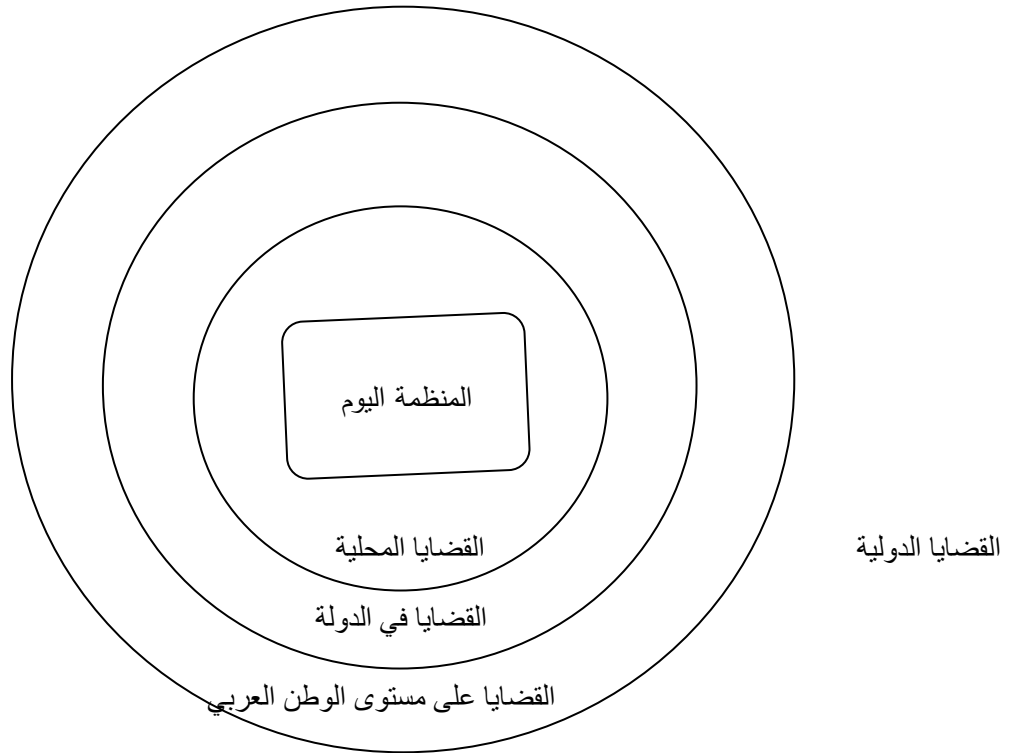 المنظمة اليوم
القضايا المحلية
القضايا الدولية
القضايا في الدولة
القضايا على مستوى الوطن العربي